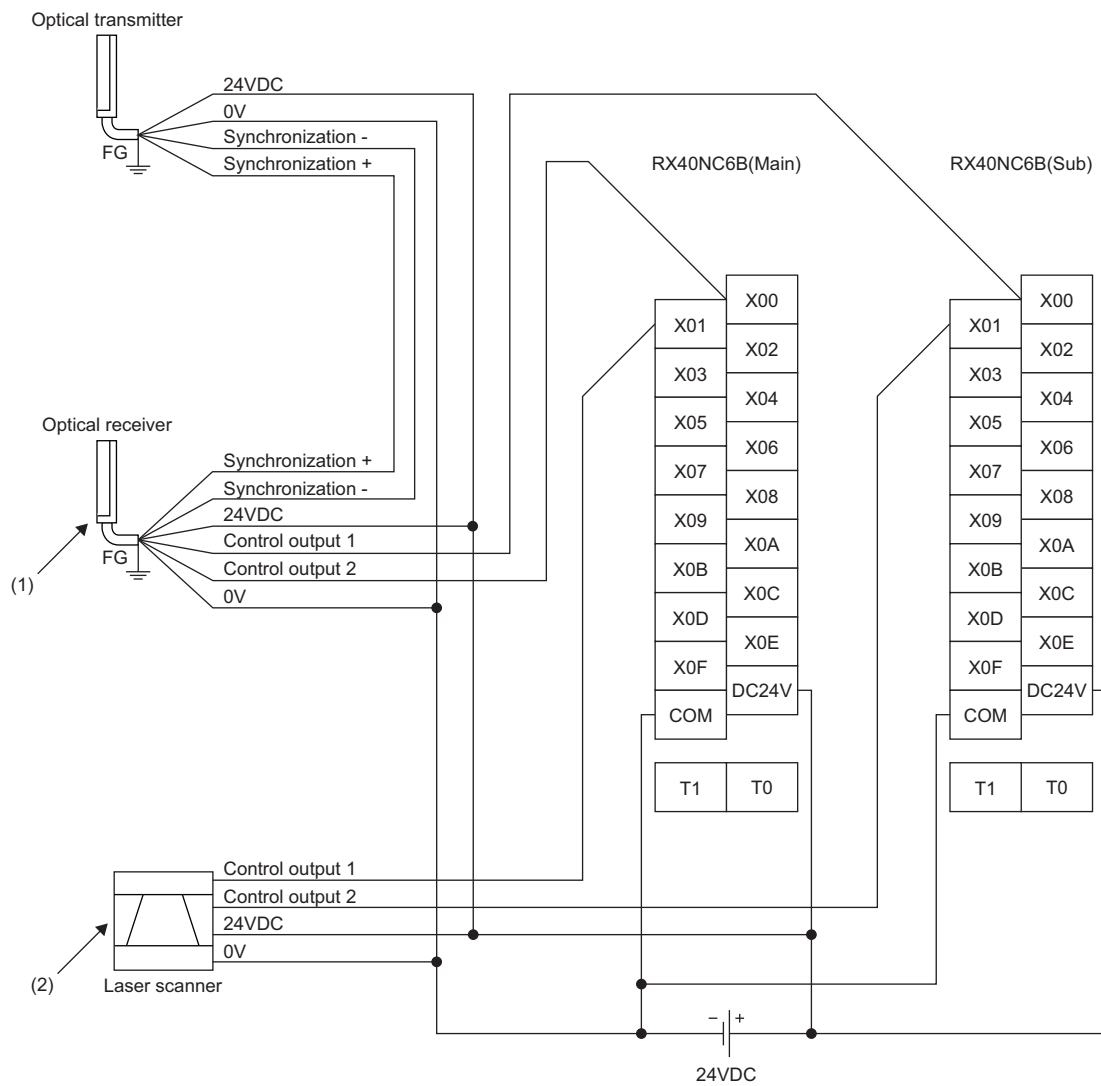 Optical transmitter
24VDC
0V
Synchronization -
Synchronization +
FG
RX40NC6B(Main)
RX40NC6B(Sub)
X00
X01
X02
X03
X04
X05
X06
X07
X08
X09
X0A
X0B
X0C
X0D
X0E
X0F
DC24V
COM
T1
T0
X00
X01
X02
X03
X04
X05
X06
X07
X08
X09
X0A
X0B
X0C
X0D
X0E
X0F
DC24V
COM
T1
T0
Optical receiver
Synchronization +
Synchronization -
24VDC
Control output 1
Control output 2
0V
FG
(1)
Control output 1
Control output 2
24VDC
0V
(2)
Laser scanner
− +
24VDC